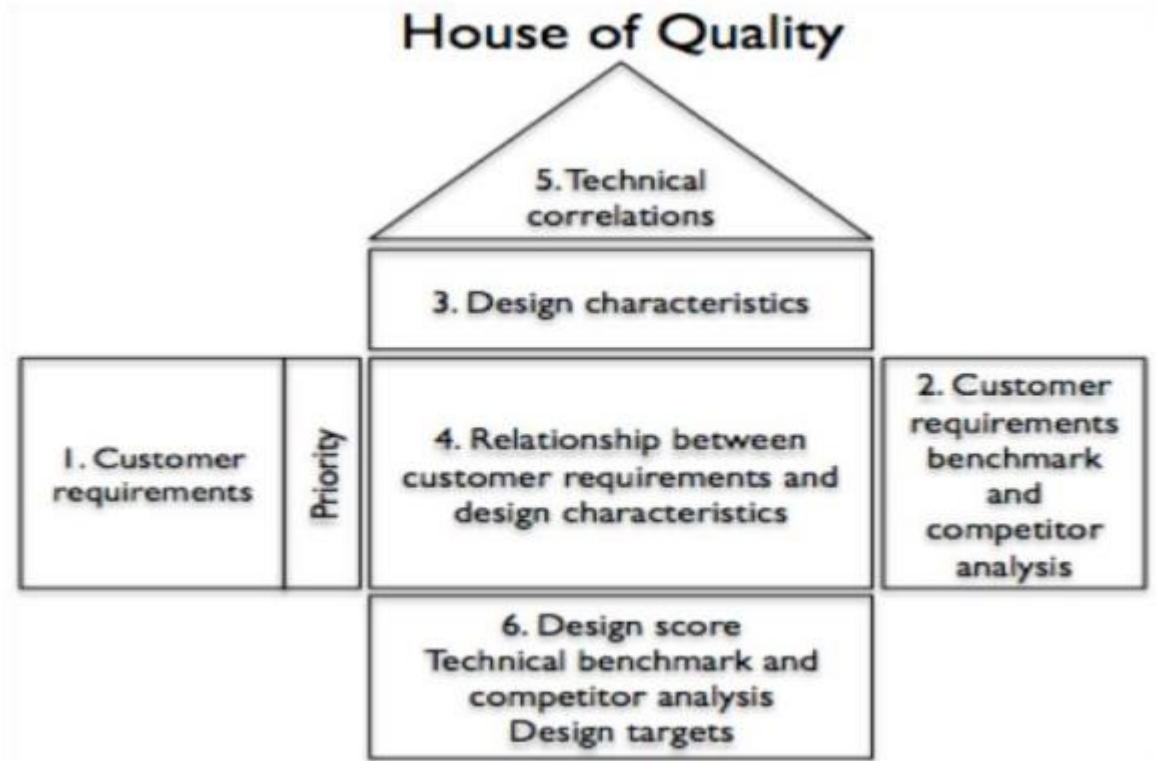 House of Quality
5. Technical
correlations
3. Design characteristics
1. Customer
requirements
Priority
4. Relationship between
customer requirements and
design characteristics
2. Customer
requirements
benchmark
and
competitor
analysis
6. Design score
Technical benchmark and
competitor analysis
Design targets